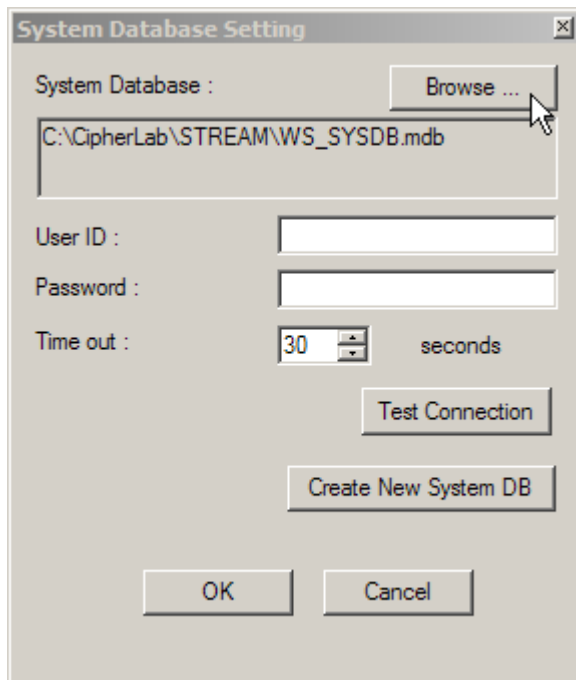 System Database Setting
System Database :
Browse ...
C:\CipherLab\STREAM\WS_SYSDB.mdb
User ID :
Password :
Time out :
30
seconds
Test Connection
Create New System DB
OK
Cancel